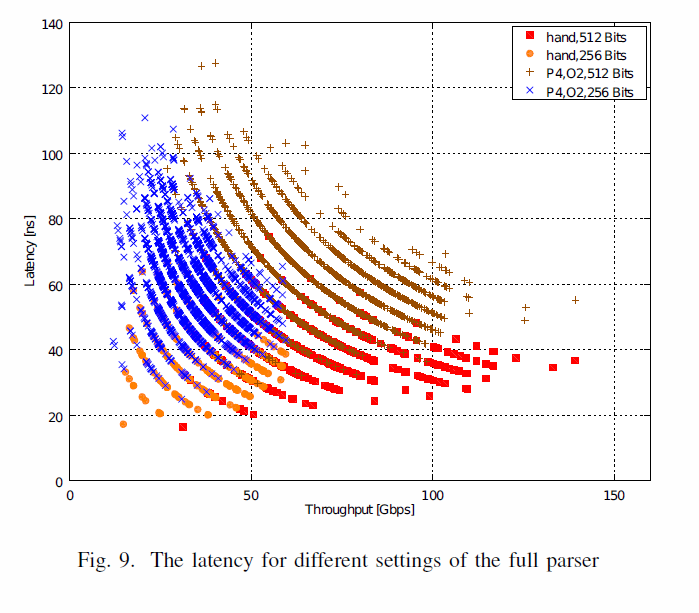 140
120
100
80
60
40
20
0
0
50
100
150
Latency [ns]
Throughput [Gbps]
hand,512 Bits
hand,256 Bits
P4,O2,512 Bits
P4,O2,256 Bits
Fig. 9. The latency for different settings of the full parser